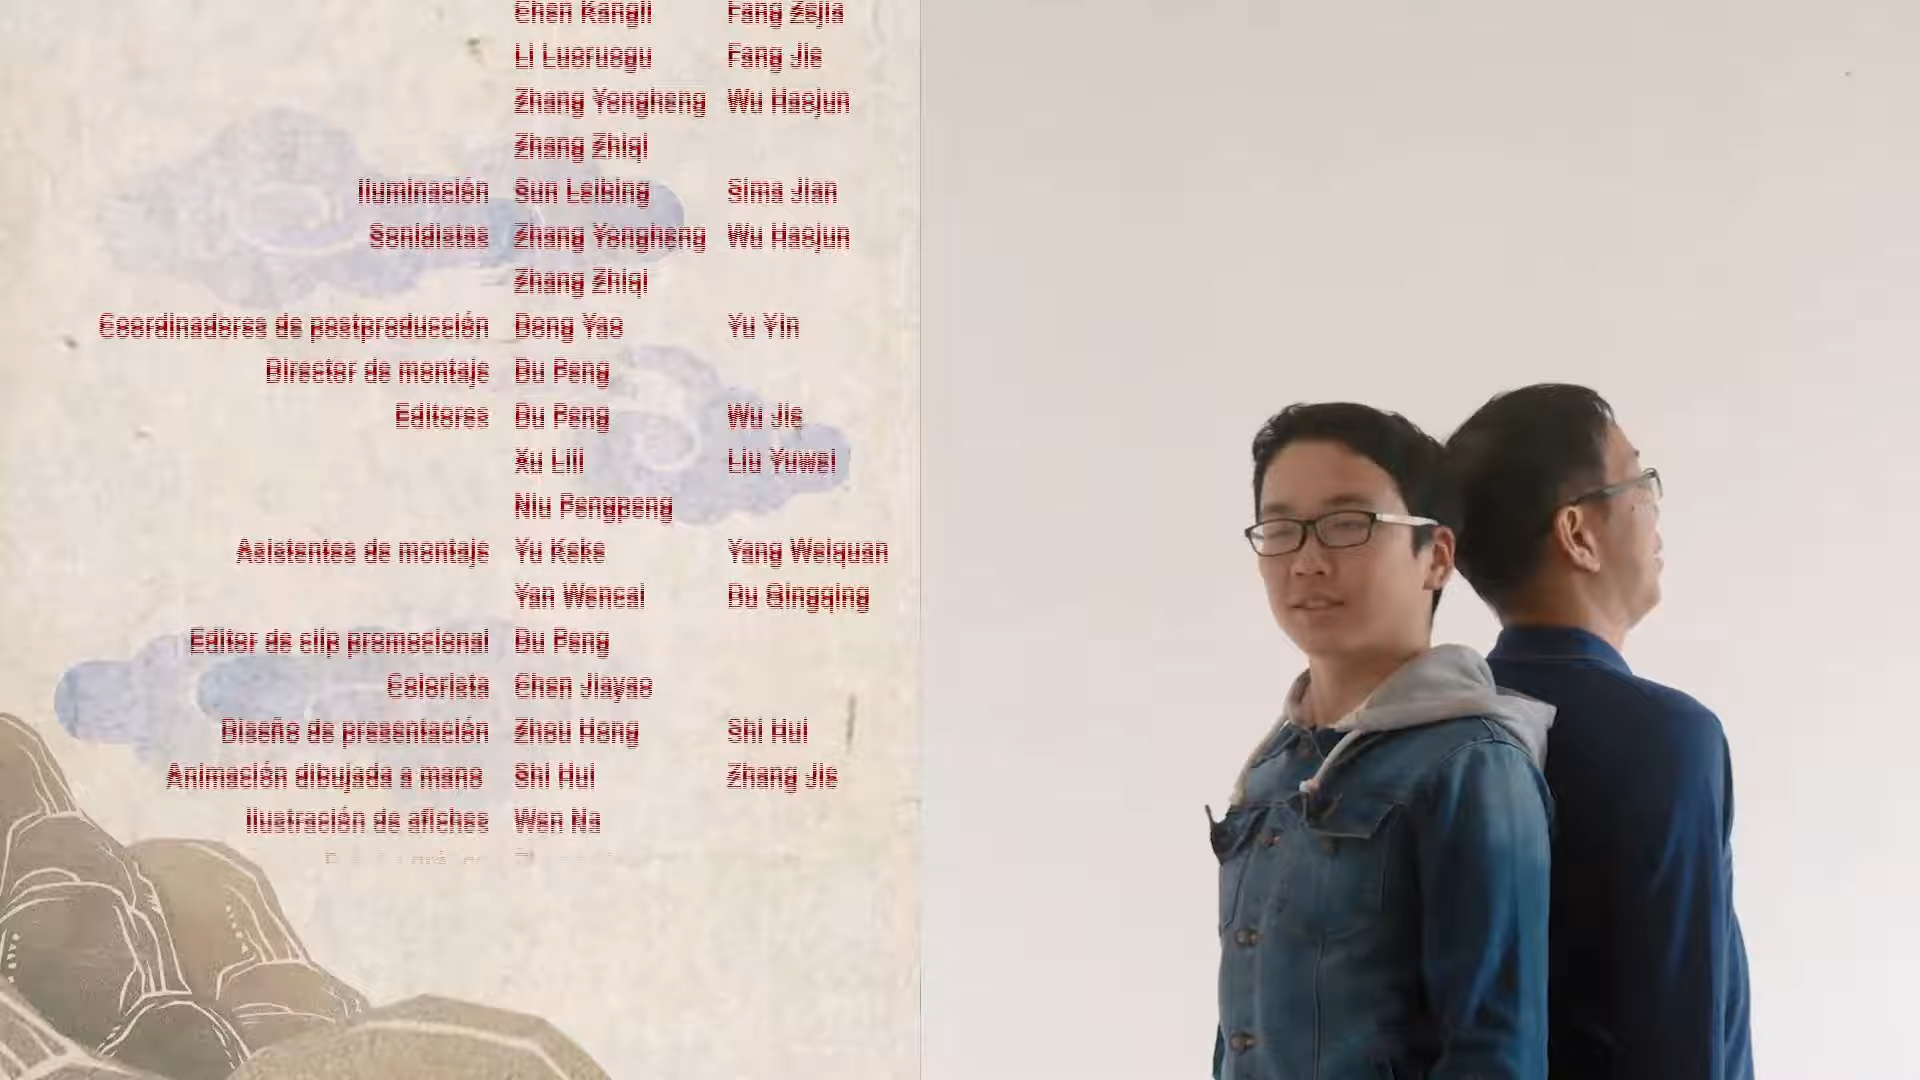 Chen Kangli Fang Zejia
Li Luoruogu Fang Jie
Zhang Yongheng Wu Haojun
Zhang Zhiqi
Iluminación Sun Leibing Sima Jian
Sonidistas Zhang Yongheng Wu Haojun
Zhang Zhiqi
Coordinadores de postproducción Dong Yao Yu Yin
Director de montaje Du Peng
Editores Du Peng Wu Jie
Xu Lili Liu Yuwei
Niu Pengpeng
Asistentes de montaje Yu Keke Yang Weiquan
Yan Wencai Du Qingqing
Editor de clip promocional Du Peng
Colorista Chen Jiayao
Diseño de presentación Zhou Hong Shi Hui
Animación dibujada a mano Shi Hui Zhang Jie
Ilustración de afiches Wen Na